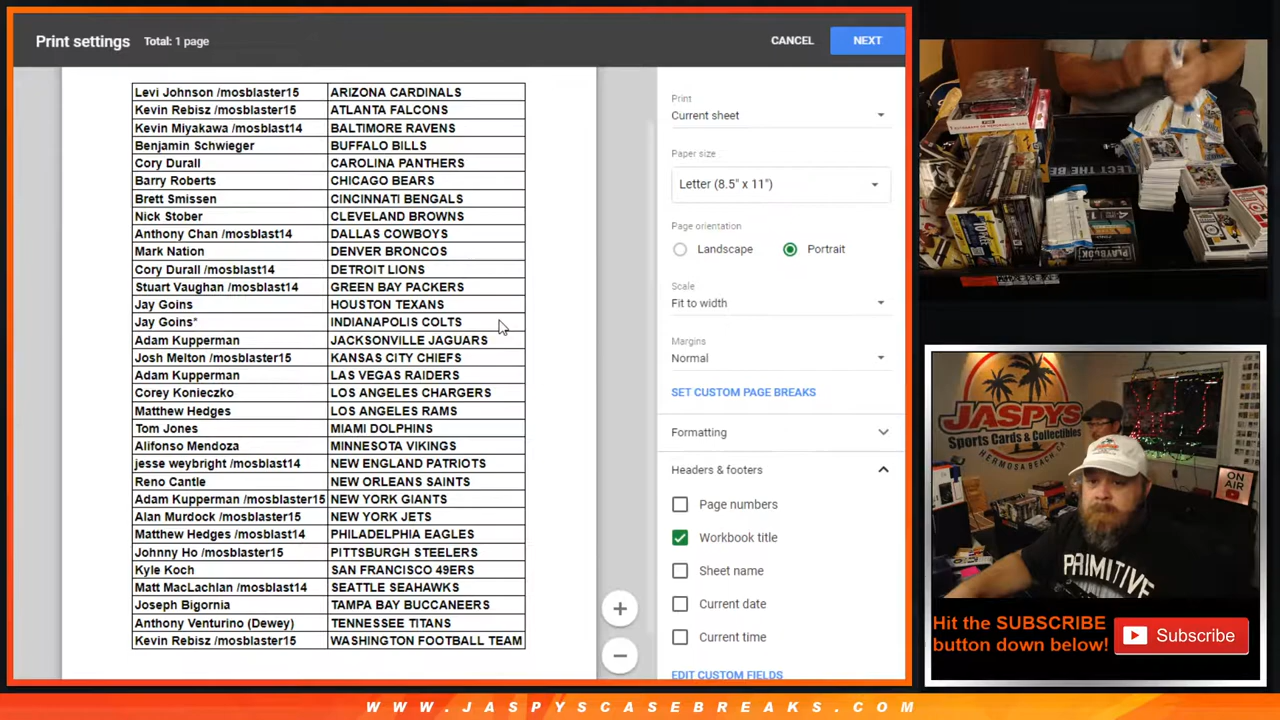 Print settings Total: 1 page CANCEL NEXT
Levi Johnson /mosblaster15 ARIZONA CARDINALS
Kevin Rebisz /mosblaster15 ATLANTA FALCONS
Kevin Miyakawa /mosblast14 BALTIMORE RAVENS
Benjamin Schwieger BUFFALO BILLS
Cory Durall CAROLINA PANTHERS
Barry Roberts CHICAGO BEARS
Brett Smissen CINCINNATI BENGALS
Nick Stober CLEVELAND BROWNS
Anthony Chan /mosblast14 DALLAS COWBOYS
Mark Nation DENVER BRONCOS
Cory Durall /mosblast14 DETROIT LIONS
Stuart Vaughan /mosblast14 GREEN BAY PACKERS
Jay Goins HOUSTON TEXANS
Jay Goins* INDIANAPOLIS COLTS
Adam Kupperman JACKSONVILLE JAGUARS
Josh Melton /mosblaster15 KANSAS CITY CHIEFS
Adam Kupperman LAS VEGAS RAIDERS
Corey Konieczko LOS ANGELES CHARGERS
Matthew Hedges LOS ANGELES RAMS
Tom Jones MIAMI DOLPHINS
Alifonso Mendoza MINNESOTA VIKINGS
jesse weybright /mosblast14 NEW ENGLAND PATRIOTS
Reno Cantle NEW ORLEANS SAINTS
Adam Kupperman /mosblaster15 NEW YORK GIANTS
Alan Murdock /mosblaster15 NEW YORK JETS
Matthew Hedges /mosblast14 PHILADELPHIA EAGLES
Johnny Ho /mosblaster15 PITTSBURGH STEELERS
Kyle Koch SAN FRANCISCO 49ERS
Matt MacLachlan /mosblast14 SEATTLE SEAHAWKS
Joseph Bigornia TAMPA BAY BUCCANEERS
Anthony Venturino (Dewey) TENNESSEE TITANS
Kevin Rebisz /mosblaster15 WASHINGTON FOOTBALL TEAM
Print
Current sheet
Paper size
Letter (8.5" x 11")
Page orientation
Landscape Portrait
Scale
Fit to width
Margins
Normal
SET CUSTOM PAGE BREAKS
Formatting
Headers & footers
Page numbers
Workbook title
Sheet name
Current date
Current time
EDIT CUSTOM FIELDS
PLAYBOOK
JASPYS
Sports Cards & Collectibles
HERMOSA BEACH, CA
ON
AIR
PRIMITIVE
Hit the SUBSCRIBE
button down below!
Subscribe
WWW.JASPYSCASEBREAKS.COM